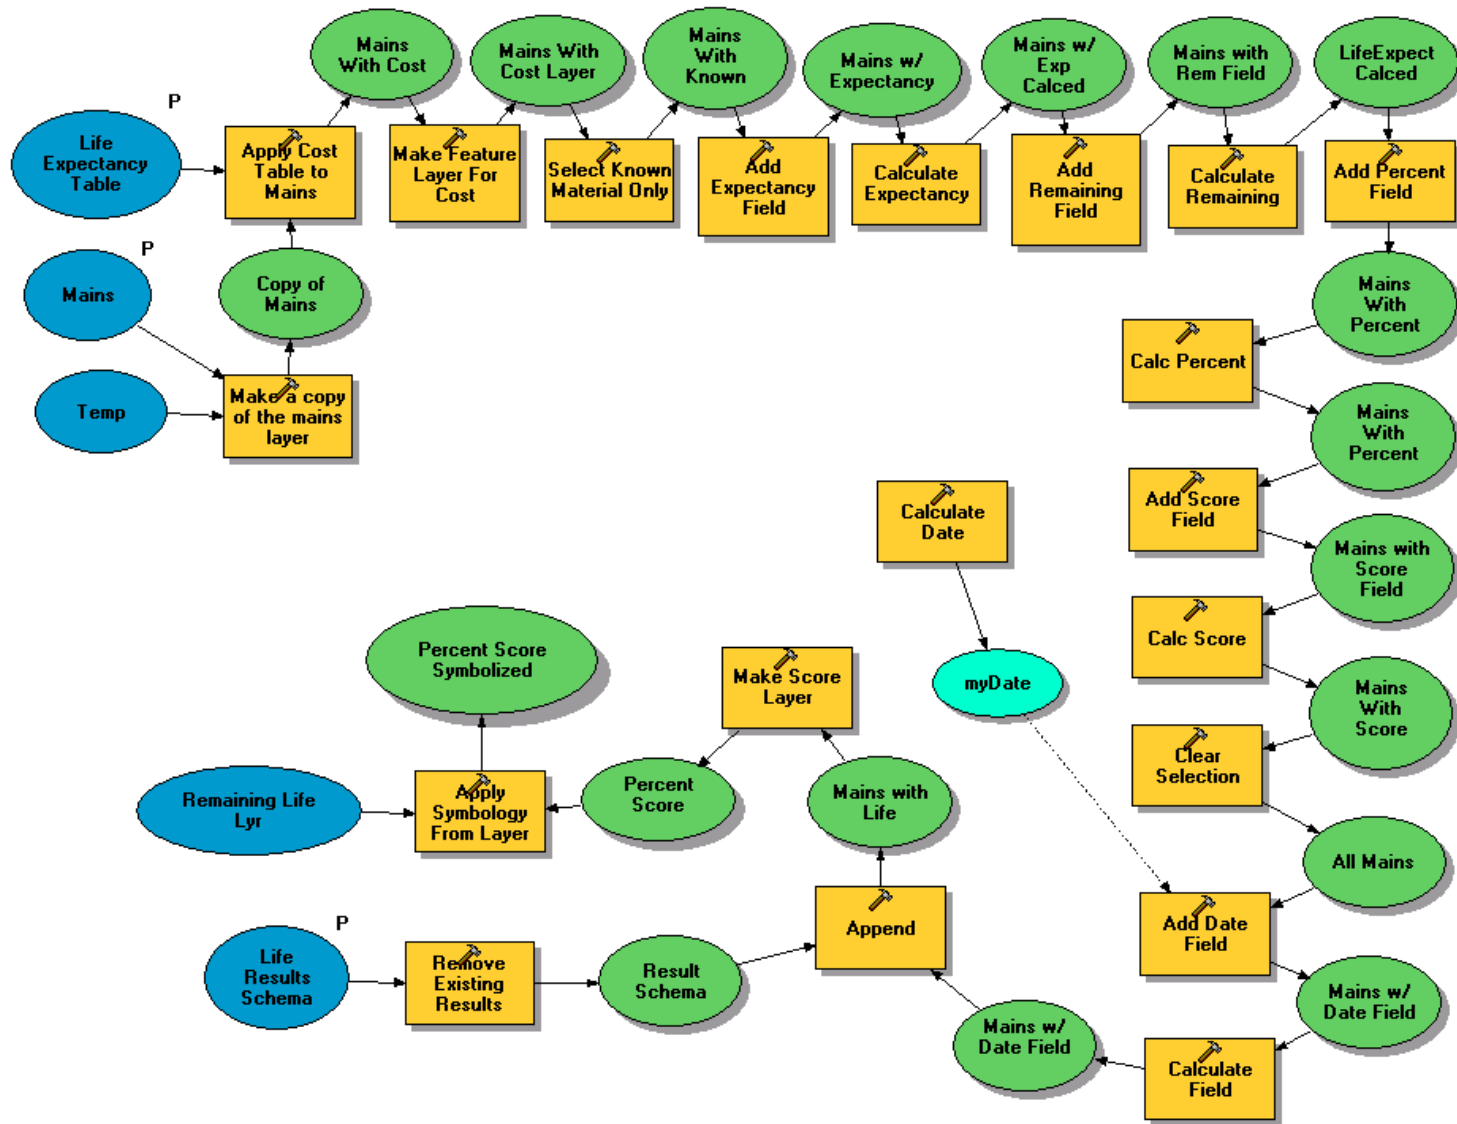 Mains
With Cost
Mains With
Cost Layer
Mains
With
Known
Mains w/
Expectancy
Mains w/
Exp
Calced
Mains with
Rem Field
LifeExpect
Calced
P
Life
Expectancy
Table
Apply Cost
Table to
Mains
Make Feature
Layer For
Cost
Select Known
Material Only
Add
Expectancy
Field
Calculate
Expectancy
Add
Remaining
Field
Calculate
Remaining
Add Percent
Field
P
Mains
Copy of
Mains
Mains
With
Percent
Calc Percent
Temp
Make a copy
of the mains
layer
Mains
With
Percent
Calculate
Date
Add Score
Field
Mains with
Score
Field
Percent Score
Symbolized
Make Score
Layer
myDate
Calc Score
Mains
With
Score
Clear
Selection
Remaining Life
Lyr
Apply
Symbology
From Layer
Percent
Score
Mains with
Life
All Mains
P
Life
Results
Schema
Remove
Existing
Results
Result
Schema
Append
Add Date
Field
Mains w/
Date Field
Mains w/
Date Field
Calculate
Field